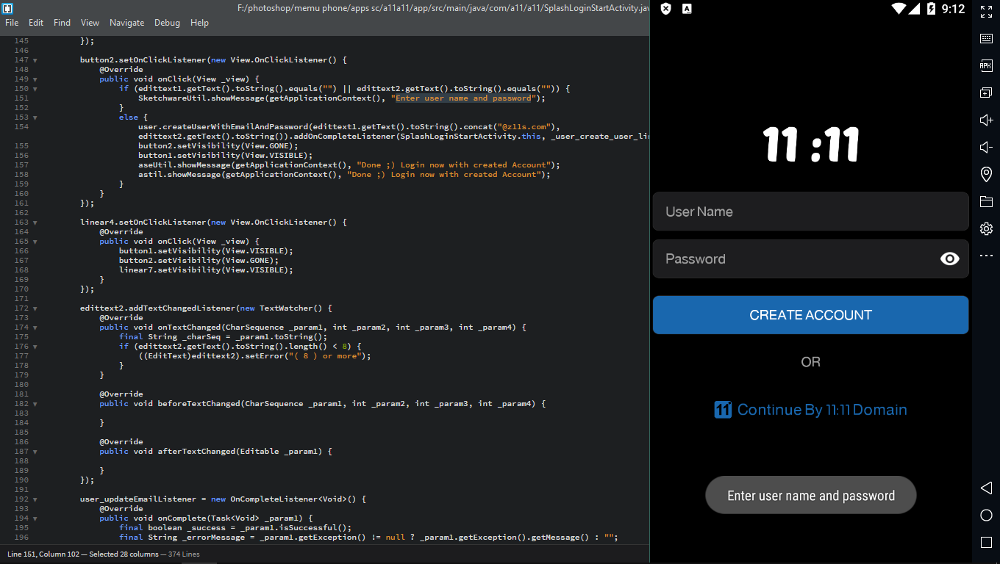 F:/photoshop/memu phone/apps sc/a11a11/app/src/main/java/com/a11/a11/SplashLoginStartActivity.jav
File Edit Find View Navigate Debug Help
145 });
146
147 button2.setOnClickListener(new View.OnClickListener() {
148 @Override
149 public void onClick(View _view) {
150 if (edittext1.getText().toString().equals("") || edittext2.getText().toString().equals("")) {
151 SketchwareUtil.showMessage(getApplicationContext(), "Enter user name and password");
152 }
153 else {
154 user.createUserWithEmailAndPassword(edittext1.getText().toString().concat("@z1ls.com"),
edittext2.getText().toString()).addOnCompleteListener(SplashLoginStartActivity.this, _user_create_user_lis
155 button2.setVisibility(View.GONE);
156 button1.setVisibility(View.VISIBLE);
157 aseUtil.showMessage(getApplicationContext(), "Done ;) Login now with created Account");
158 astil.showMessage(getApplicationContext(), "Done ;) Login now with created Account");
159 }
160 }
161 });
162
163 linear4.setOnClickListener(new View.OnClickListener() {
164 @Override
165 public void onClick(View _view) {
166 button1.setVisibility(View.VISIBLE);
167 button2.setVisibility(View.GONE);
168 linear7.setVisibility(View.VISIBLE);
169 }
170 });
171
172 edittext2.addTextChangedListener(new TextWatcher() {
173 @Override
174 public void onTextChanged(CharSequence _param1, int _param2, int _param3, int _param4) {
175 final String _charSeq = _param1.toString();
176 if (edittext2.getText().toString().length() < 8) {
177 ((EditText)edittext2).setError("( 8 ) or more");
178 }
179 }
180
181 @Override
182 public void beforeTextChanged(CharSequence _param1, int _param2, int _param3, int _param4) {
183
184 }
185
186 @Override
187 public void afterTextChanged(Editable _param1) {
188
189 }
190 });
191
192 user_updateEmailListener = new OnCompleteListener<Void>() {
193 @Override
194 public void onComplete(Task<Void> _param1) {
195 final boolean _success = _param1.isSuccessful();
196 final String _errorMessage = _param1.getException() != null ? _param1.getException().getMessage() : "";
Line 151, Column 102 — Selected 28 columns — 374 Lines
A 9:12
11:11
User Name
Password
CREATE ACCOUNT
OR
11 Continue By 11:11 Domain
Enter user name and password
APK